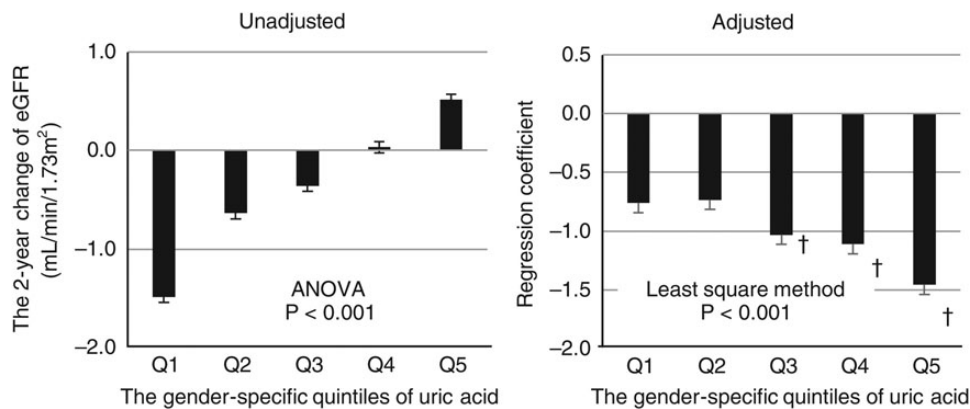 Unadjusted
The 2-year change of eGFR
(mL/min/1.73m²)
1.0
0.0
−1.0
−2.0
ANOVA
P < 0.001
Q1 Q2 Q3 Q4 Q5
The gender-specific quintiles of uric acid
Adjusted
Regression coefficient
0.5
0.0
−0.5
−1.0
−1.5
−2.0
†
†
†
Least square method
P < 0.001
Q1 Q2 Q3 Q4 Q5
The gender-specific quintiles of uric acid